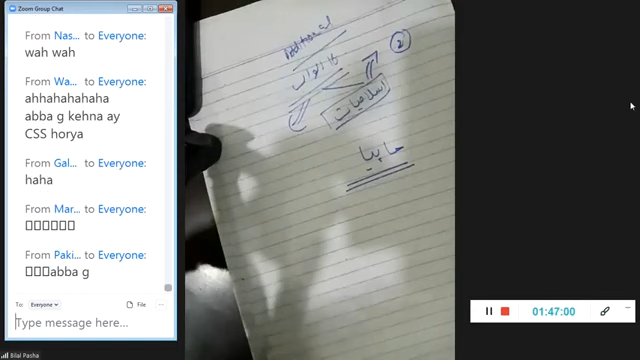 Zoom Group Chat
From Nas... to Everyone:
wah wah
From Wa... to Everyone:
ahhahahahaha
abba g kehna ay
CSS horya
From Gal... to Everyone:
haha
From Mar... to Everyone:
▯▯▯▯▯▯
From Paki... to Everyone:
▯▯▯abba g
To: Everyone File ...
Type message here...
Bilal Pasha
Additional
2
اسلامیات
01:47:00